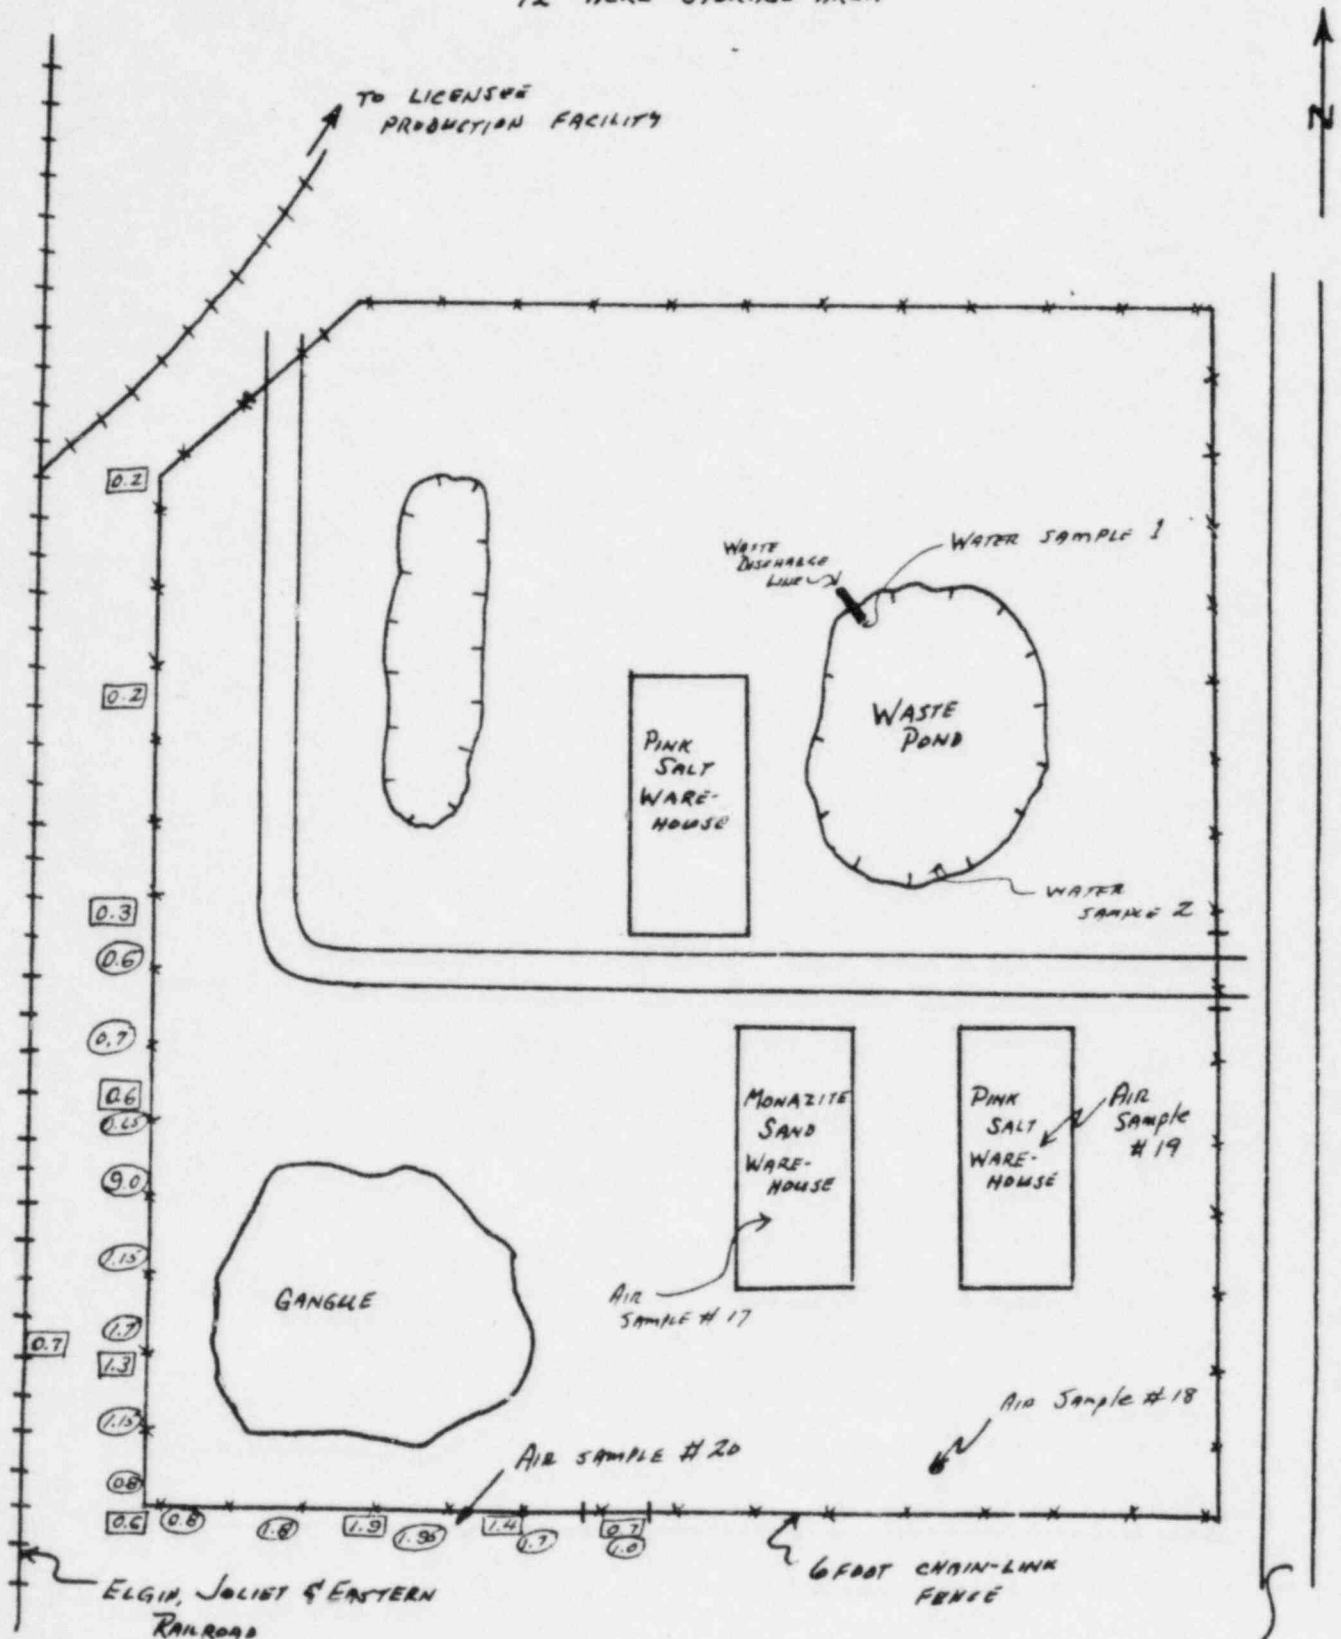 TO LICENSEE
PRODUCTION FACILITY
N
0.2
WASTE
DISCHARGE
LINE
WATER SAMPLE 1
0.2
PINK
SALT
WARE-
HOUSE
WASTE
POND
WATER
SAMPLE 2
0.3
0.6
0.7
0.6
0.65
9.0
1.15
1.7
0.7
1.3
1.15
0.8
MONAZITE
SAND
WARE-
HOUSE
PINK
SALT
WARE-
HOUSE
AIR
SAMPLE
#19
GANGUE
AIR
SAMPLE #17
AIR SAMPLE #18
AIR SAMPLE #20
0.6 0.8 1.8 1.9 1.95 1.4 1.7 0.7
1.0
6 FOOT CHAIN-LINK
FENCE
ELGIN, JOLIET & EASTERN
RAILROAD